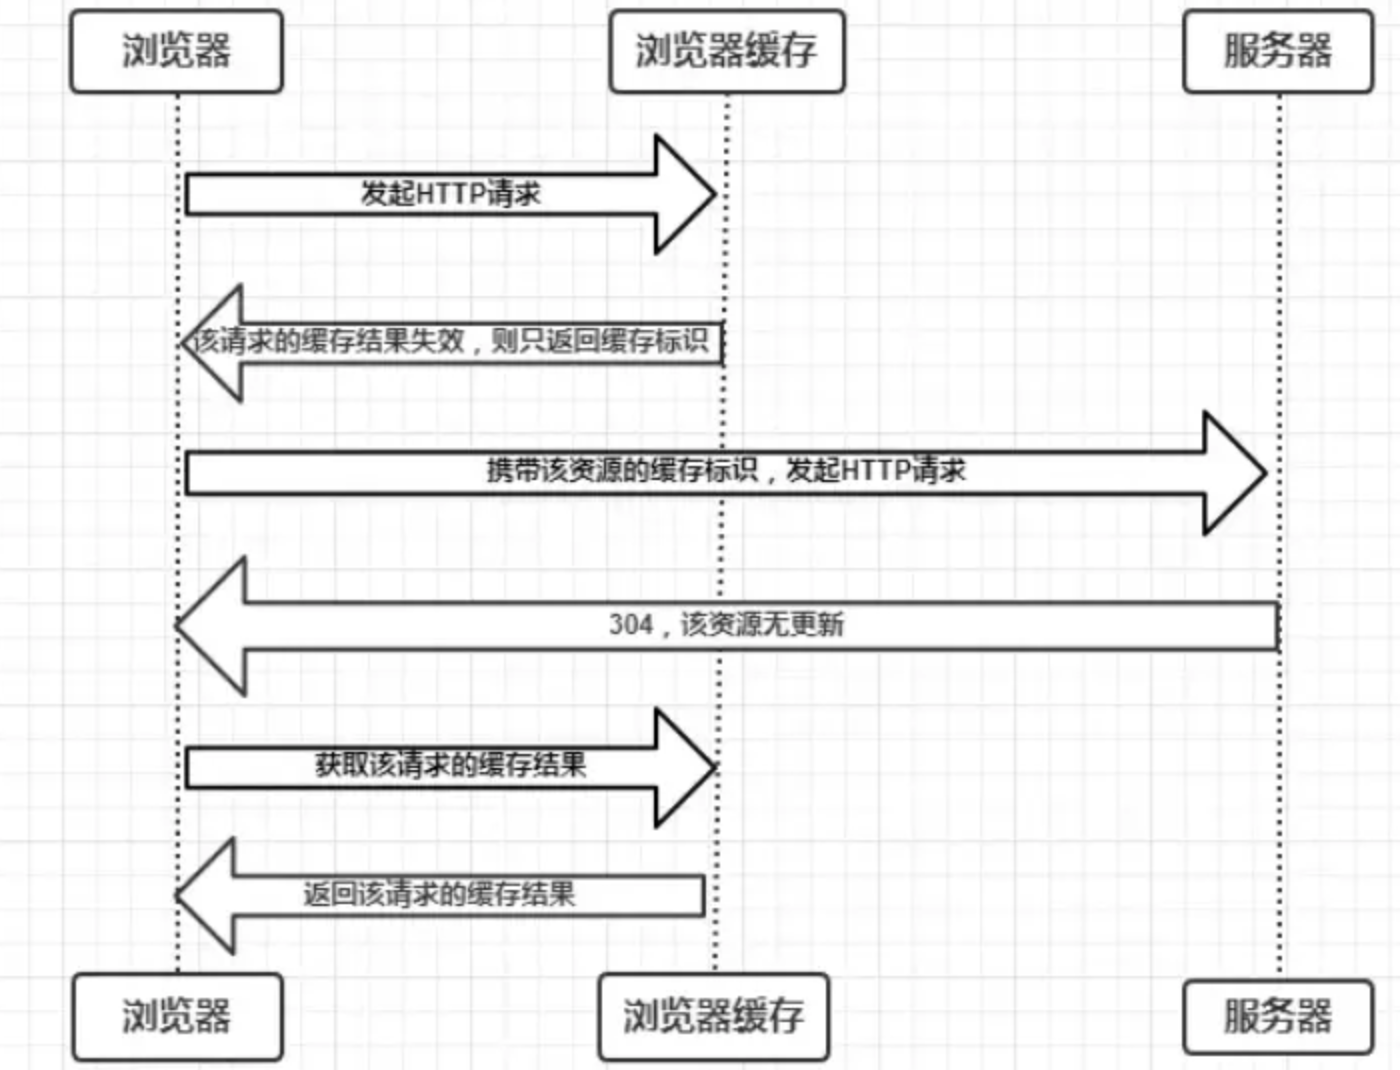 浏览器
浏览器缓存
服务器
发起HTTP请求
该请求的缓存结果失效，则只返回缓存标识
携带该资源的缓存标识，发起HTTP请求
304，该资源无更新
获取该请求的缓存结果
返回该请求的缓存结果
浏览器
浏览器缓存
服务器